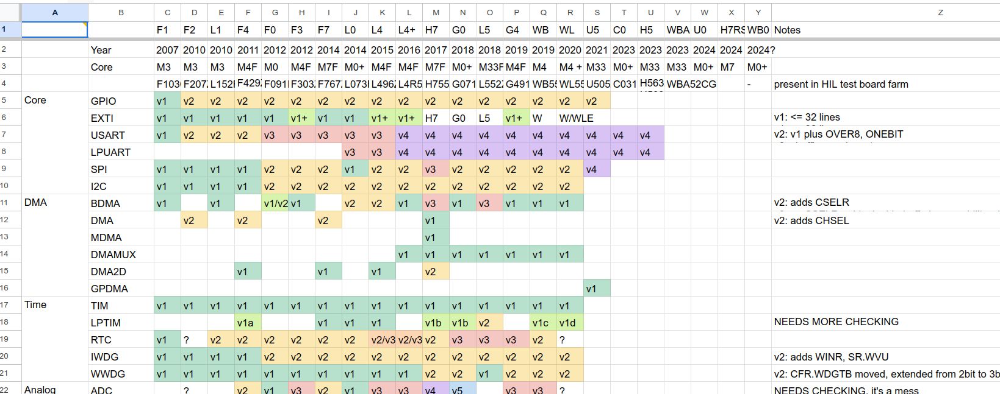 A B C D E F G H I J K L M N O P Q R S T U V W X Y Z
1 F1 F2 L1 F4 F0 F3 F7 L0 L4 L4+ H7 G0 L5 G4 WB WL U5 C0 H5 WBA U0 H7RS WB0 Notes
2 Year 2007 2010 2010 2011 2012 2012 2014 2014 2015 2016 2017 2018 2018 2019 2019 2020 2021 2023 2023 2023 2024 2024 2024?
3 Core M3 M3 M3 M4F M0 M4F M7F M0+ M4F M4F M7F M0+ M33F M4F M4 M4 + M33 M0+ M33 M33 M0+ M7 M0+
4 F103 F207 L152 F429 F091 F303 F767 L073 L496 L4R5 H755 G071 L552 G491 WB55 WL55 U505 C031 H563 WBA52CG - present in HIL test board farm
5 Core GPIO v1 v2 v2 v2 v2 v2 v2 v2 v2 v2 v2 v2 v2 v2 v2 v2 v2
6 EXTI v1 v1 v1 v1 v1 v1+ v1 v1 v1+ v1+ H7 G0 L5 v1+ W W/WLE v1: <= 32 lines
7 USART v1 v2 v2 v2 v3 v3 v3 v3 v3 v4 v4 v4 v4 v4 v4 v4 v4 v4 v4 v2: v1 plus OVER8, ONEBIT
8 LPUART v3 v3 v4 v4 v4 v4 v4 v4 v4 v4 v4 v4
9 SPI v1 v1 v1 v1 v2 v2 v2 v1 v2 v2 v3 v2 v2 v2 v2 v2 v4
10 I2C v1 v1 v1 v1 v2 v2 v2 v2 v2 v2 v2 v2 v2 v2 v2 v2
11 DMA BDMA v1 v1 v1/v2 v1 v2 v2 v1 v3 v1 v3 v1 v1 v1 v2: adds CSELR
12 DMA v2 v2 v2 v1 v2: adds CHSEL
13 MDMA v1
14 DMAMUX v1 v1 v1 v1 v1 v1 v1
15 DMA2D v1 v1 v1 v2
16 GPDMA v1
17 Time TIM v1 v1 v1 v1 v1 v1 v1 v1 v1 v1 v1 v1 v1 v1 v1 v1
18 LPTIM v1a v1 v1 v1 v1b v1b v2 v1c v1d NEEDS MORE CHECKING
19 RTC v1 ? v2 v2 v2 v2 v2 v2 v2/v3 v2/v3 v2 v3 v3 v3 v2 ?
20 IWDG v1 v1 v1 v1 v2 v2 v2 v2 v2 v2 v2 v2 v2 v2 v2 v2 v2: adds WINR, SR.WVU
21 WWDG v1 v1 v1 v1 v1 v1 v1 v1 v1 v1 v2 v2 v1 v2 v2 v2 v2: CFR.WDGTB moved, extended from 2bit to 3b
22 Analog ADC ? v2 v1 v3 v2 v1 v3 v3 v4 v5 v3 v3 ? NEEDS CHECKING, it's a mess